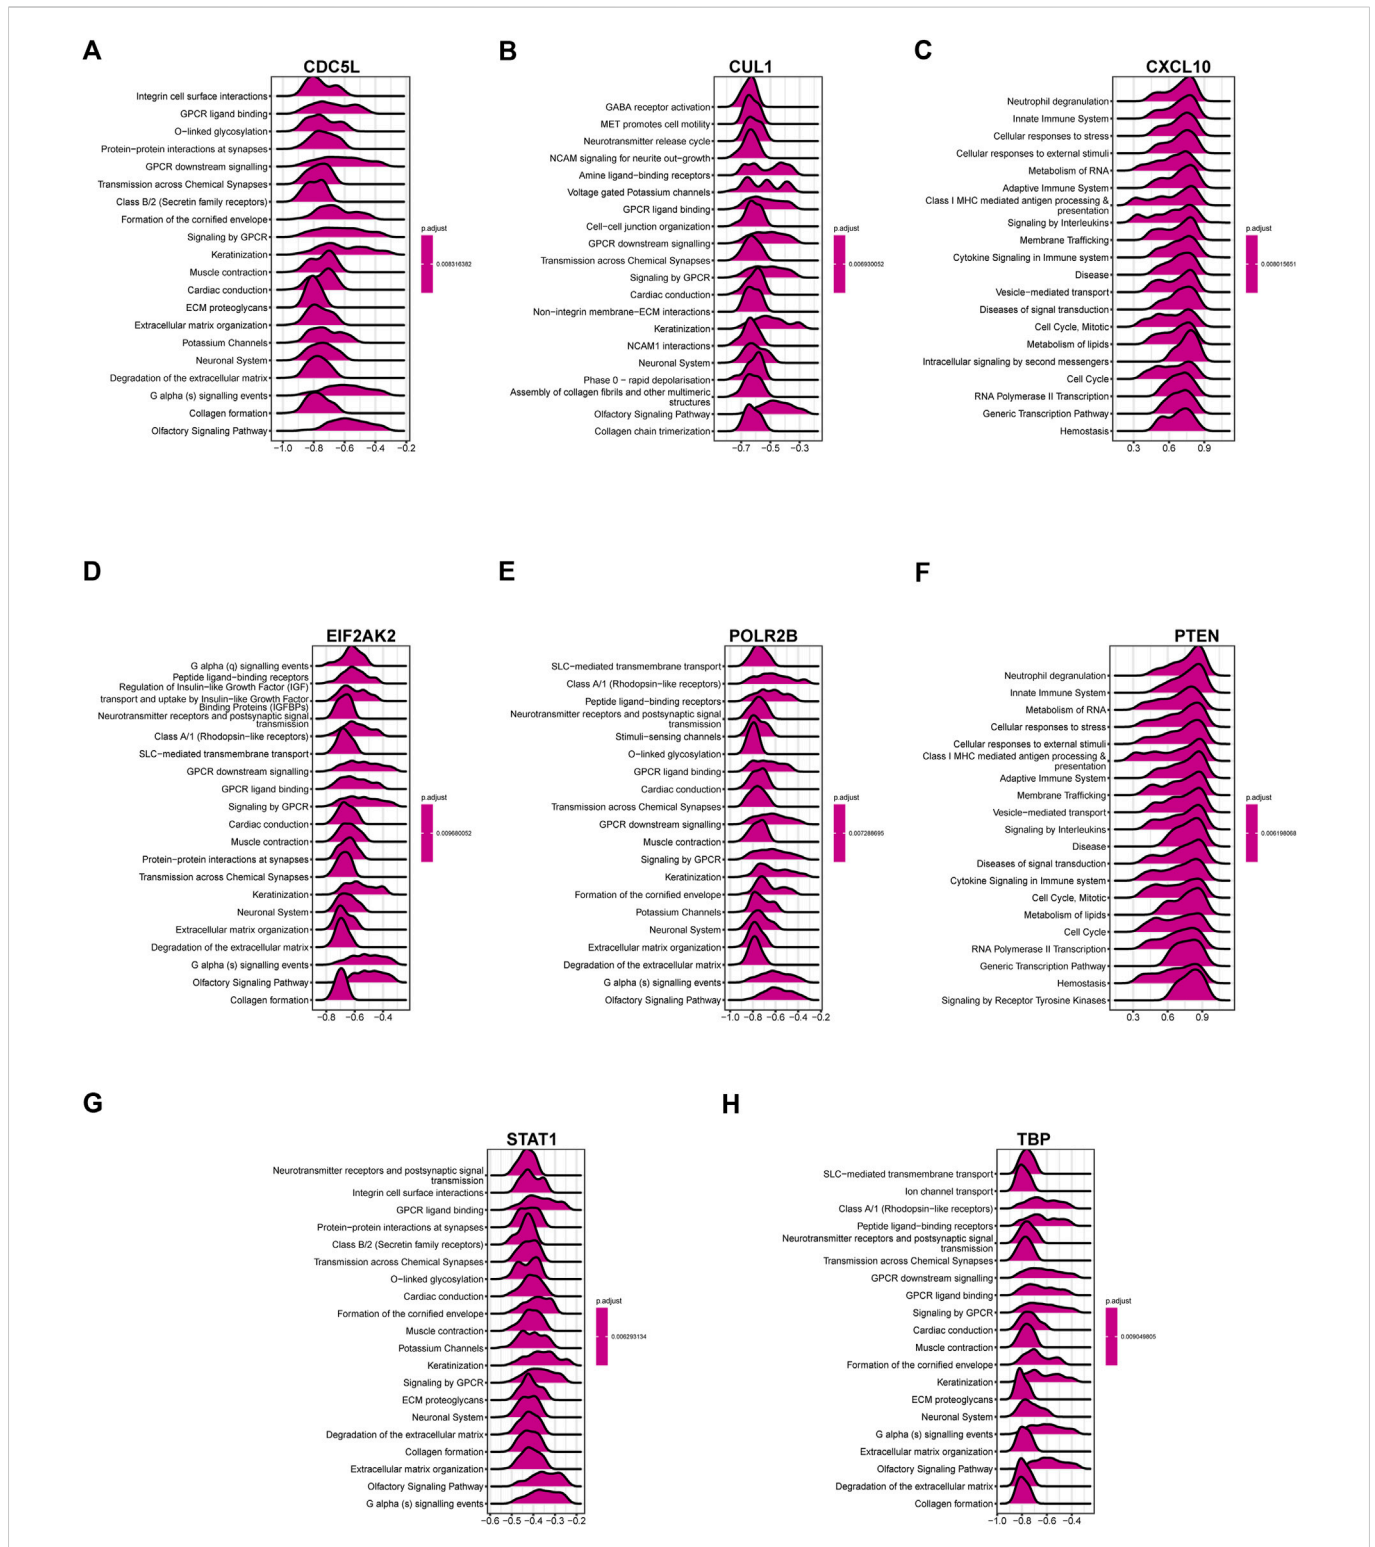 A
CDC5L
Integrin cell surface interactions
GPCR ligand binding
O−linked glycosylation
Protein−protein interactions at synapses
GPCR downstream signalling
Transmission across Chemical Synapses
Class B/2 (Secretin family receptors)
Formation of the cornified envelope
Signaling by GPCR
Keratinization
Muscle contraction
Cardiac conduction
ECM proteoglycans
Extracellular matrix organization
Potassium Channels
Neuronal System
Degradation of the extracellular matrix
G alpha (s) signalling events
Collagen formation
Olfactory Signaling Pathway
−1.0 −0.8 −0.6 −0.4 −0.2
p.adjust
0.008316382
B
CUL1
GABA receptor activation
MET promotes cell motility
Neurotransmitter release cycle
NCAM signaling for neurite out−growth
Amine ligand−binding receptors
Voltage gated Potassium channels
GPCR ligand binding
Cell−cell junction organization
GPCR downstream signalling
Transmission across Chemical Synapses
Signaling by GPCR
Cardiac conduction
Non−integrin membrane−ECM interactions
Keratinization
NCAM1 interactions
Neuronal System
Phase 0 − rapid depolarisation
Assembly of collagen fibrils and other multimeric
structures
Olfactory Signaling Pathway
Collagen chain trimerization
−0.7 −0.5 −0.3
p.adjust
0.006930052
C
CXCL10
Neutrophil degranulation
Innate Immune System
Cellular responses to stress
Cellular responses to external stimuli
Metabolism of RNA
Adaptive Immune System
Class I MHC mediated antigen processing &
presentation
Signaling by Interleukins
Membrane Trafficking
Cytokine Signaling in Immune system
Disease
Vesicle−mediated transport
Diseases of signal transduction
Cell Cycle, Mitotic
Metabolism of lipids
Intracellular signaling by second messengers
Cell Cycle
RNA Polymerase II Transcription
Generic Transcription Pathway
Hemostasis
0.3 0.6 0.9
p.adjust
0.008015651
D
EIF2AK2
G alpha (q) signalling events
Peptide ligand−binding receptors
Regulation of Insulin−like Growth Factor (IGF)
transport and uptake by Insulin−like Growth Factor
Binding Proteins (IGFBPs)
Neurotransmitter receptors and postsynaptic signal
transmission
Class A/1 (Rhodopsin−like receptors)
SLC−mediated transmembrane transport
GPCR downstream signalling
GPCR ligand binding
Signaling by GPCR
Cardiac conduction
Muscle contraction
Protein−protein interactions at synapses
Transmission across Chemical Synapses
Keratinization
Neuronal System
Extracellular matrix organization
Degradation of the extracellular matrix
G alpha (s) signalling events
Olfactory Signaling Pathway
Collagen formation
−0.8 −0.6 −0.4
p.adjust
0.009680052
E
POLR2B
SLC−mediated transmembrane transport
Class A/1 (Rhodopsin−like receptors)
Peptide ligand−binding receptors
Neurotransmitter receptors and postsynaptic signal
transmission
Stimuli−sensing channels
O−linked glycosylation
GPCR ligand binding
Cardiac conduction
Transmission across Chemical Synapses
GPCR downstream signalling
Muscle contraction
Signaling by GPCR
Keratinization
Formation of the cornified envelope
Potassium Channels
Neuronal System
Extracellular matrix organization
Degradation of the extracellular matrix
G alpha (s) signalling events
Olfactory Signaling Pathway
−1.0 −0.8 −0.6 −0.4 −0.2
p.adjust
0.007288695
F
PTEN
Neutrophil degranulation
Innate Immune System
Metabolism of RNA
Cellular responses to stress
Cellular responses to external stimuli
Class I MHC mediated antigen processing &
presentation
Adaptive Immune System
Membrane Trafficking
Vesicle−mediated transport
Signaling by Interleukins
Disease
Diseases of signal transduction
Cytokine Signaling in Immune system
Cell Cycle, Mitotic
Metabolism of lipids
Cell Cycle
RNA Polymerase II Transcription
Generic Transcription Pathway
Hemostasis
Signaling by Receptor Tyrosine Kinases
0.3 0.6 0.9
p.adjust
0.006198068
G
STAT1
Neurotransmitter receptors and postsynaptic signal
transmission
Integrin cell surface interactions
GPCR ligand binding
Protein−protein interactions at synapses
Class B/2 (Secretin family receptors)
Transmission across Chemical Synapses
O−linked glycosylation
Cardiac conduction
Formation of the cornified envelope
Muscle contraction
Potassium Channels
Keratinization
Signaling by GPCR
ECM proteoglycans
Neuronal System
Degradation of the extracellular matrix
Collagen formation
Extracellular matrix organization
Olfactory Signaling Pathway
G alpha (s) signalling events
−0.6 −0.5 −0.4 −0.3 −0.2
p.adjust
0.006293134
H
TBP
SLC−mediated transmembrane transport
Ion channel transport
Class A/1 (Rhodopsin−like receptors)
Peptide ligand−binding receptors
Neurotransmitter receptors and postsynaptic signal
transmission
Transmission across Chemical Synapses
GPCR downstream signalling
GPCR ligand binding
Signaling by GPCR
Cardiac conduction
Muscle contraction
Formation of the cornified envelope
Keratinization
ECM proteoglycans
Neuronal System
G alpha (s) signalling events
Extracellular matrix organization
Olfactory Signaling Pathway
Degradation of the extracellular matrix
Collagen formation
−1.0 −0.8 −0.6 −0.4
p.adjust
0.009049805